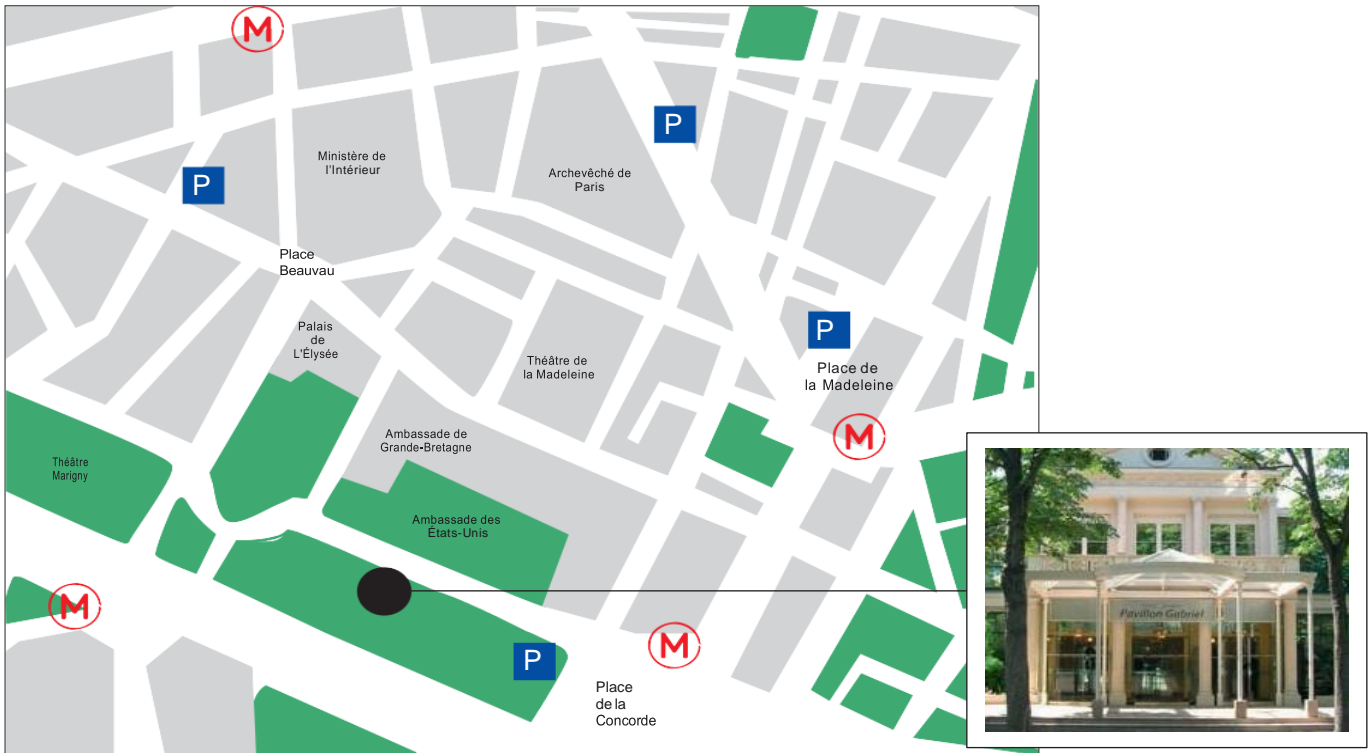 M
P
Ministère de
l'Intérieur
P
Archevêché de
Paris
Place
Beauvau
Palais
de
L'Élysée
P
Théâtre de
la Madeleine
Place de
la Madeleine
Ambassade de
Grande-Bretagne
M
Théâtre
Marigny
Ambassade des
États-Unis
M
M
P
Place
de la
Concorde
Pavillon Gabriel